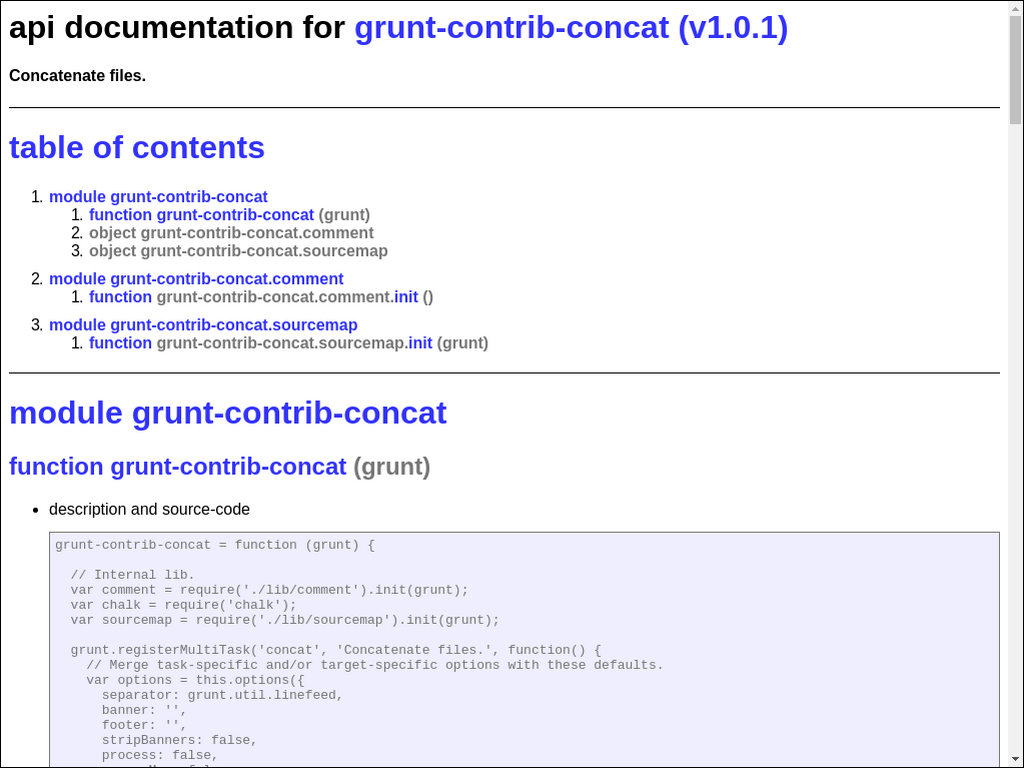 api documentation for grunt-contrib-concat (v1.0.1)
Concatenate files.
table of contents
1. module grunt-contrib-concat
1. function grunt-contrib-concat (grunt)
2. object grunt-contrib-concat.comment
3. object grunt-contrib-concat.sourcemap
2. module grunt-contrib-concat.comment
1. function grunt-contrib-concat.comment.init ()
3. module grunt-contrib-concat.sourcemap
1. function grunt-contrib-concat.sourcemap.init (grunt)
module grunt-contrib-concat
function grunt-contrib-concat (grunt)
• description and source-code
grunt-contrib-concat = function (grunt) {
// Internal lib.
var comment = require('./lib/comment').init(grunt);
var chalk = require('chalk');
var sourcemap = require('./lib/sourcemap').init(grunt);
grunt.registerMultiTask('concat', 'Concatenate files.', function() {
// Merge task-specific and/or target-specific options with these defaults.
var options = this.options({
separator: grunt.util.linefeed,
banner: '',
footer: '',
stripBanners: false,
process: false,